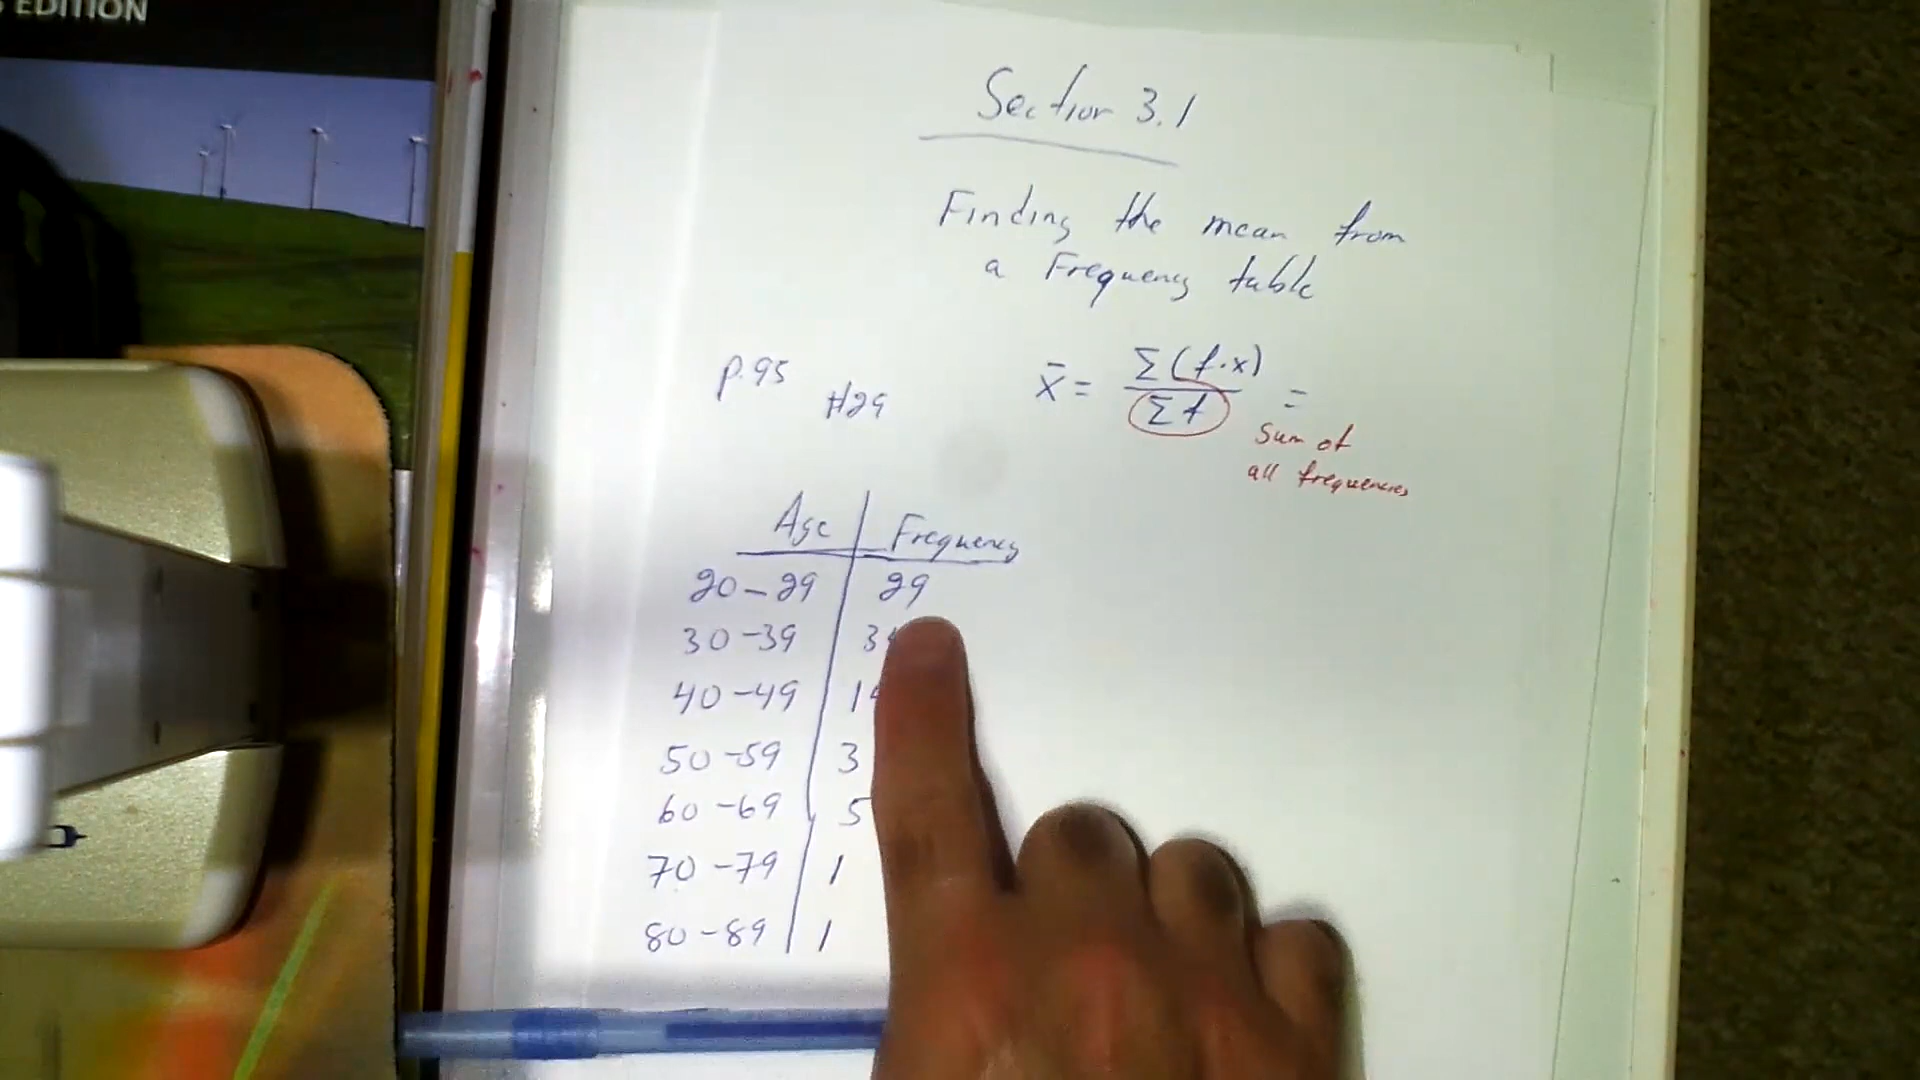 EDITION
Section 3.1
Finding the mean from
a Frequency table
p.95
#29
x̄ = Σ(f·x) / Σf =
Sum of
all frequencies
Age Frequency
20-29 29
30-39
40-49
50-59 3
60-69 5
70-79 1
80-89 1